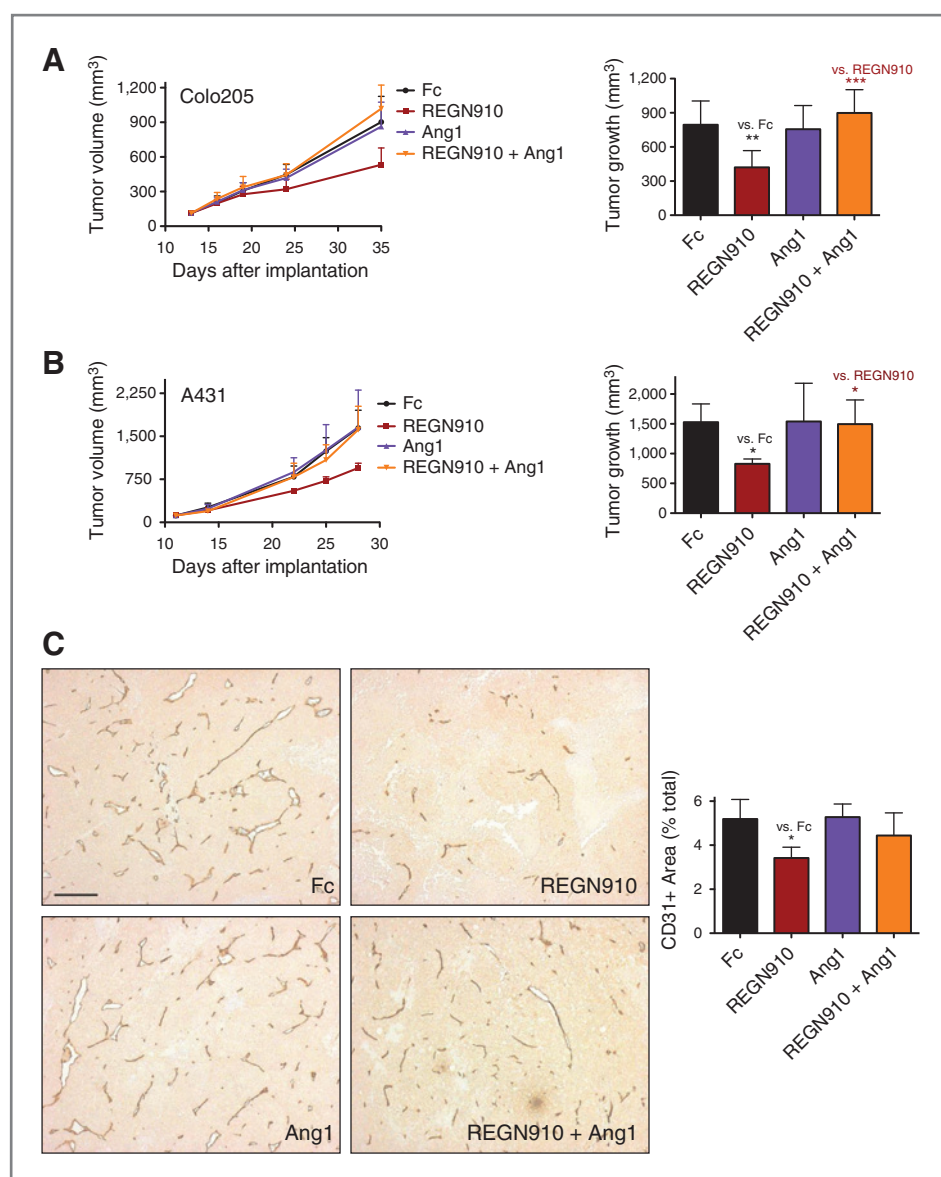 A
Colo205
Tumor volume (mm³)
1,200
900
600
300
0
10 15 20 25 30 35
Days after implantation
Fc
REGN910
Ang1
REGN910 + Ang1
Tumor growth (mm³)
1,200
900
600
300
0
vs. Fc
**
vs. REGN910
***
Fc
REGN910
Ang1
REGN910 + Ang1
B
A431
Tumor volume (mm³)
2,250
1,500
750
0
10 15 20 25 30
Days after implantation
Fc
REGN910
Ang1
REGN910 + Ang1
Tumor growth (mm³)
2,000
1,500
1,000
500
0
vs. Fc
*
vs. REGN910
*
Fc
REGN910
Ang1
REGN910 + Ang1
C
Fc
REGN910
Ang1
REGN910 + Ang1
CD31+ Area (% total)
6
4
2
0
vs. Fc
*
Fc
REGN910
Ang1
REGN910 + Ang1